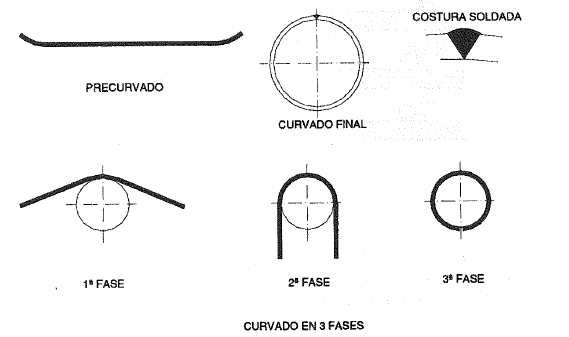 COSTURA SOLDADA
PRECURVADO
CURVADO FINAL
1ª FASE
2ª FASE
3ª FASE
CURVADO EN 3 FASES